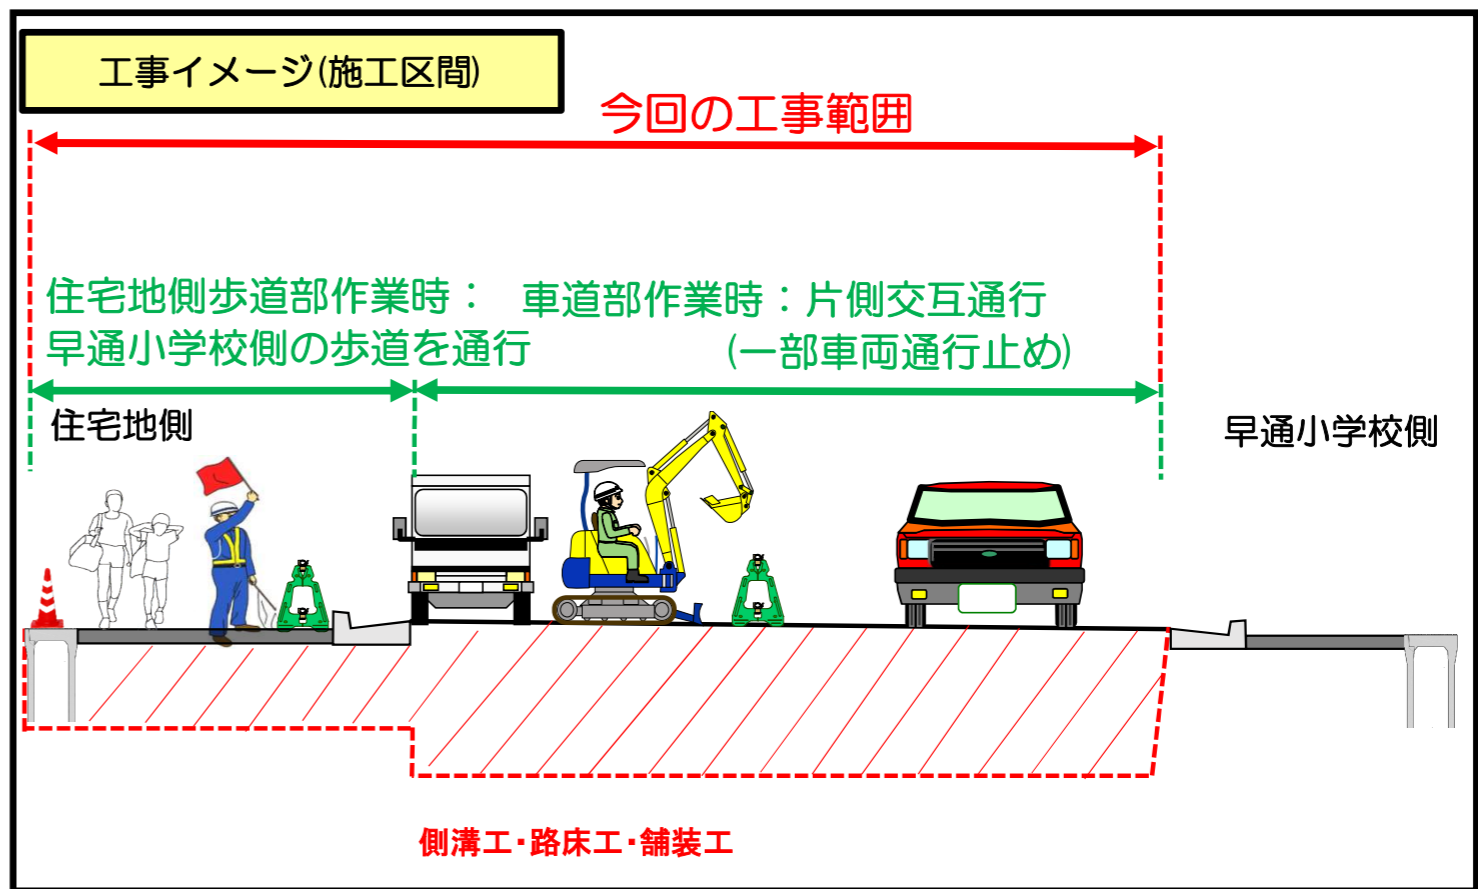 工事イメージ(施工区間)
今回の工事範囲
住宅地側歩道部作業時：
早通小学校側の歩道を通行
車道部作業時：片側交互通行
(一部車両通行止め)
住宅地側
早通小学校側
側溝工・路床工・舗装工